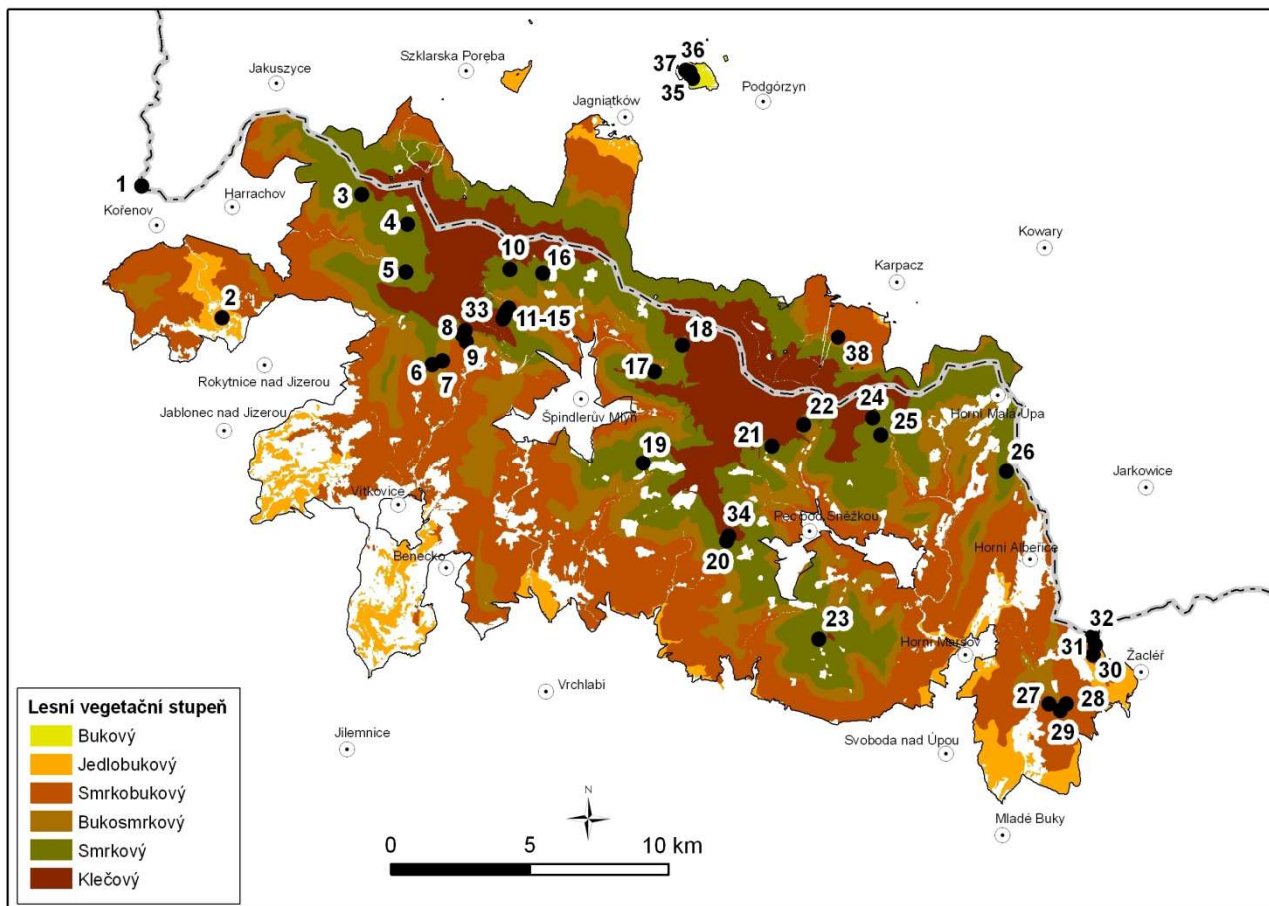 Szklarska Poręba
Jakuszyce
36
37
35
Podgórzyn
Jagniątków
1
3
Harrachov
Kořenov
4
10
16
5
Kowary
Karpacz
2
8
33
11-15
18
38
9
6
7
17
Rokytnice nad Jizerou
Špindlerův Mlýn
24
Horní Malá Úpa
Jablonec nad Jizerou
22
25
21
19
26
Jarkowice
Vítkovice
34
Pec pod Sněžkou
20
Horní Albeřice
Benecko
23
32
Horní Maršov
31
30
Žacléř
Vrchlabí
27
28
29
Lesní vegetační stupeň
Bukový
Jedlobukový
Smrkobukový
Bukosmrkový
Smrkový
Klečový
Jilemnice
Svoboda nad Úpou
N
Mladé Buky
0 5 10 km